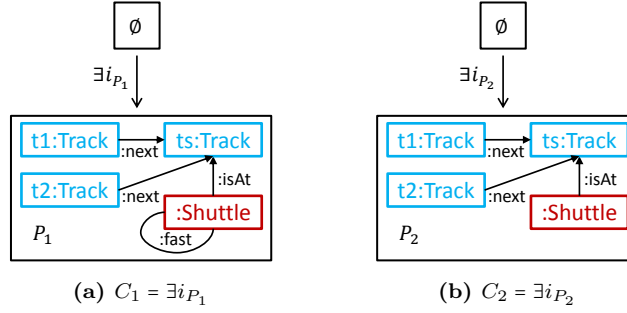 ∅
∃i_{P_1}
t1:Track
:next
ts:Track
t2:Track
:next
:isAt
:Shuttle
:fast
P_1
(a) C_1 = ∃i_{P_1}
∅
∃i_{P_2}
t1:Track
:next
ts:Track
t2:Track
:next
:isAt
:Shuttle
P_2
(b) C_2 = ∃i_{P_2}